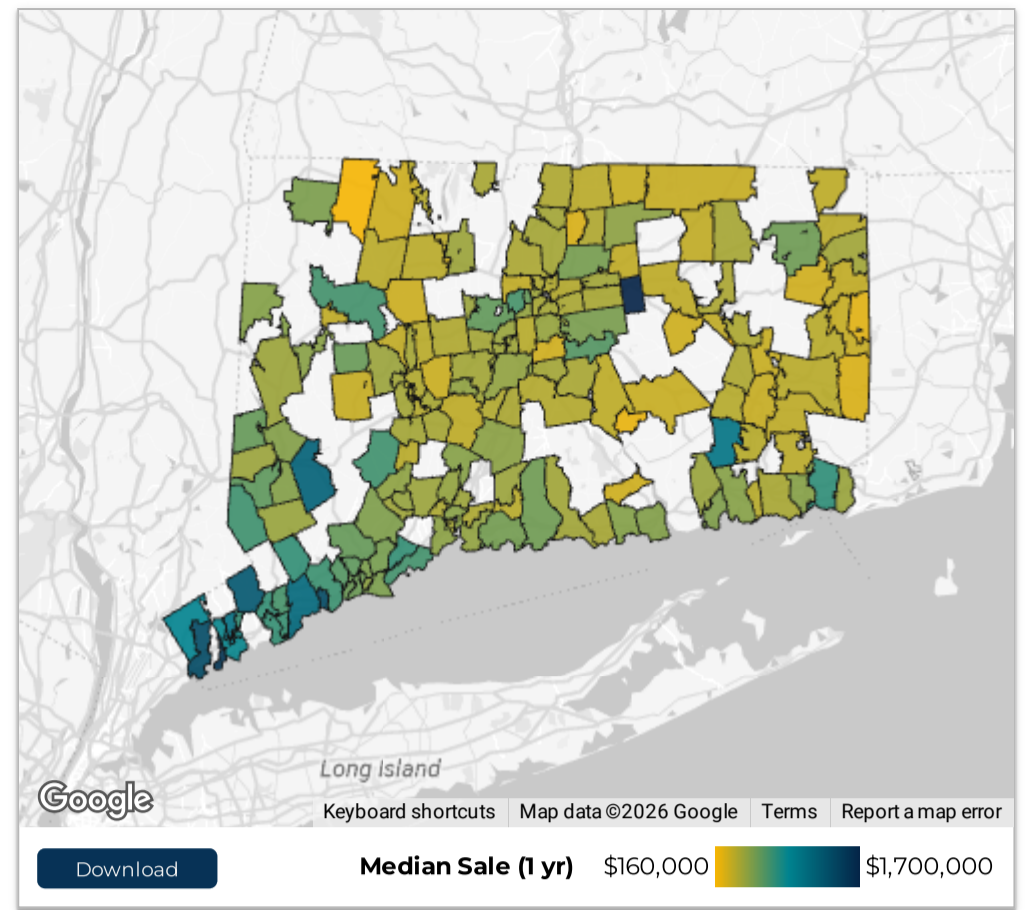 Long Island
Google
Keyboard shortcuts
Map data ©2026 Google
Terms
Report a map error
Download
Median Sale (1 yr)
$160,000
$1,700,000